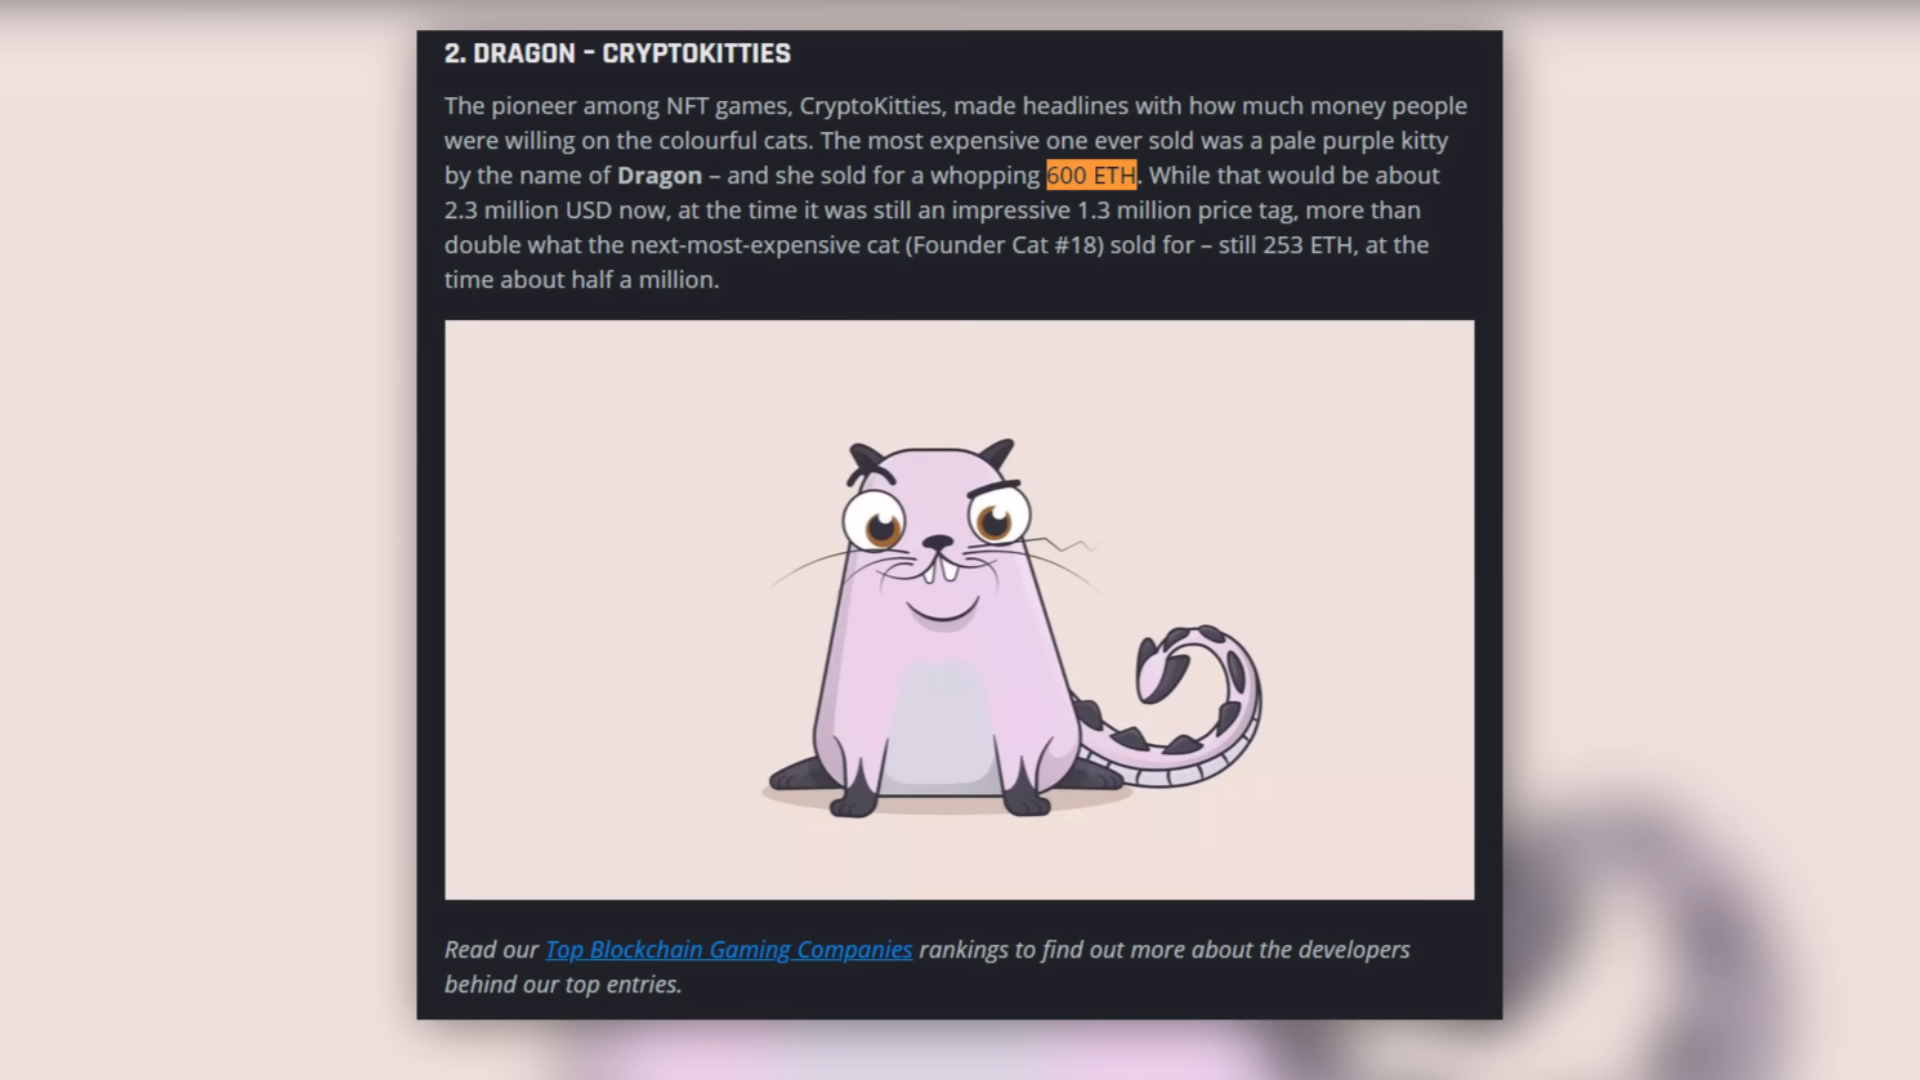 2. DRAGON – CRYPTOKITTIES
The pioneer among NFT games, CryptoKitties, made headlines with how much money people
were willing on the colourful cats. The most expensive one ever sold was a pale purple kitty
by the name of Dragon – and she sold for a whopping 600 ETH. While that would be about
2.3 million USD now, at the time it was still an impressive 1.3 million price tag, more than
double what the next-most-expensive cat (Founder Cat #18) sold for – still 253 ETH, at the
time about half a million.
Read our Top Blockchain Gaming Companies rankings to find out more about the developers
behind our top entries.